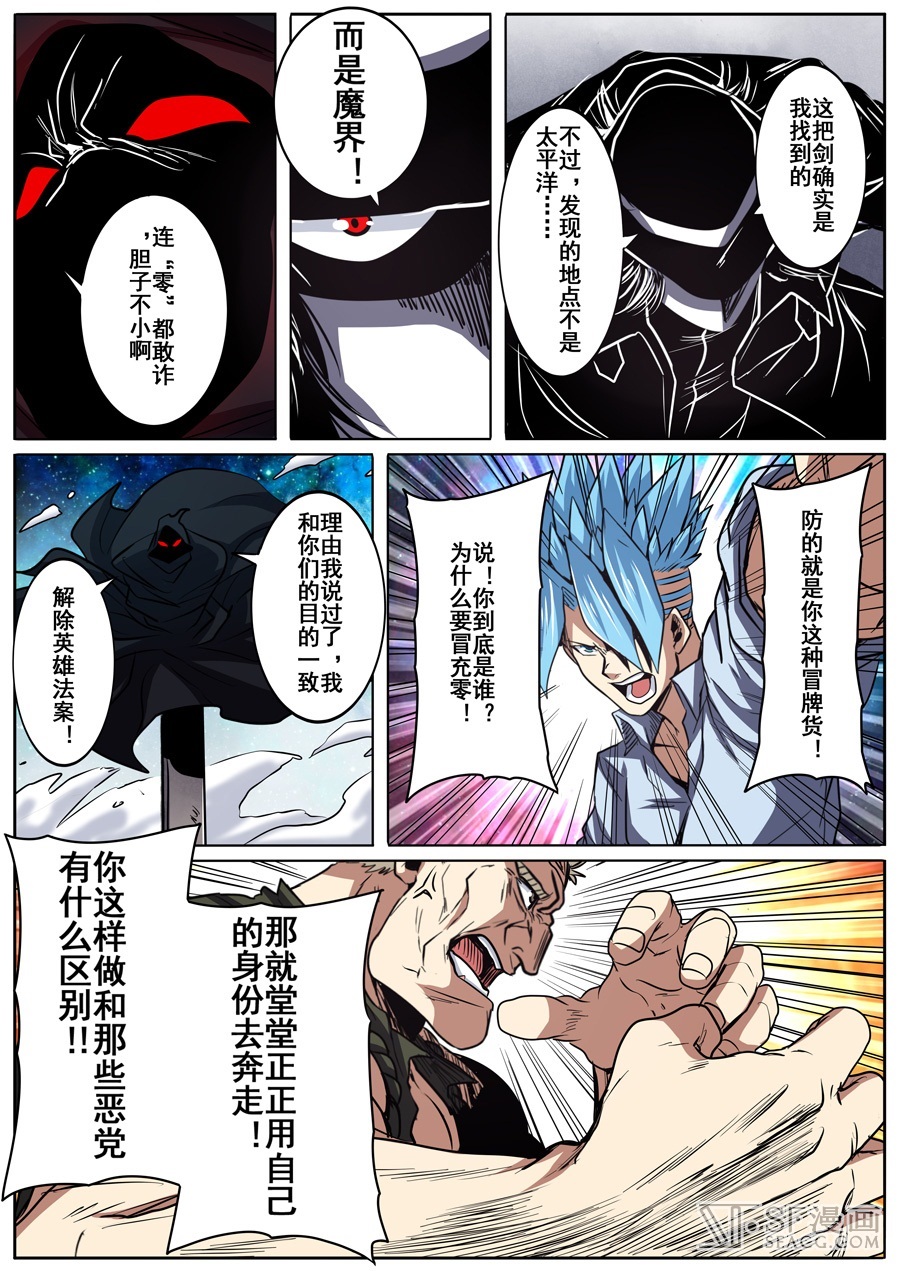 这把剑确实是
我找到的
不过，发现的地点不是
太平洋……
而是魔界！
连“零”都敢诈
，胆子不小啊
防的就是你这种冒牌货！
说！你到底是谁？
为什么要冒充零！
理由我说过了，我
和你们的目的一致
解除英雄法案！
那就堂堂正正用自己
的身份去奔走！
你这样做和那些恶党
有什么区别!!
SF漫画
SFACG.COM